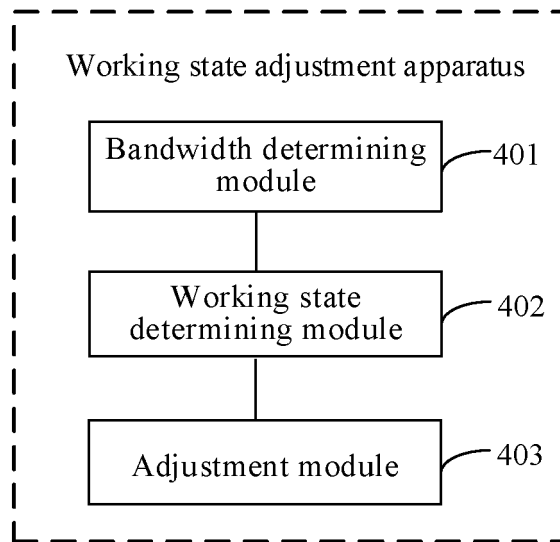 Working state adjustment apparatus
Bandwidth determining
module
401
Working state
determining module
402
Adjustment module
403